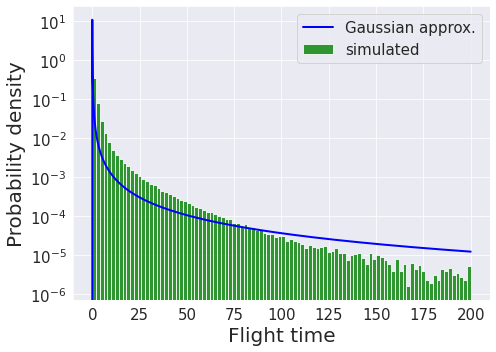 Gaussian approx.
simulated
Probability density
10¹
10⁰
10⁻¹
10⁻²
10⁻³
10⁻⁴
10⁻⁵
10⁻⁶
0 25 50 75 100 125 150 175 200
Flight time